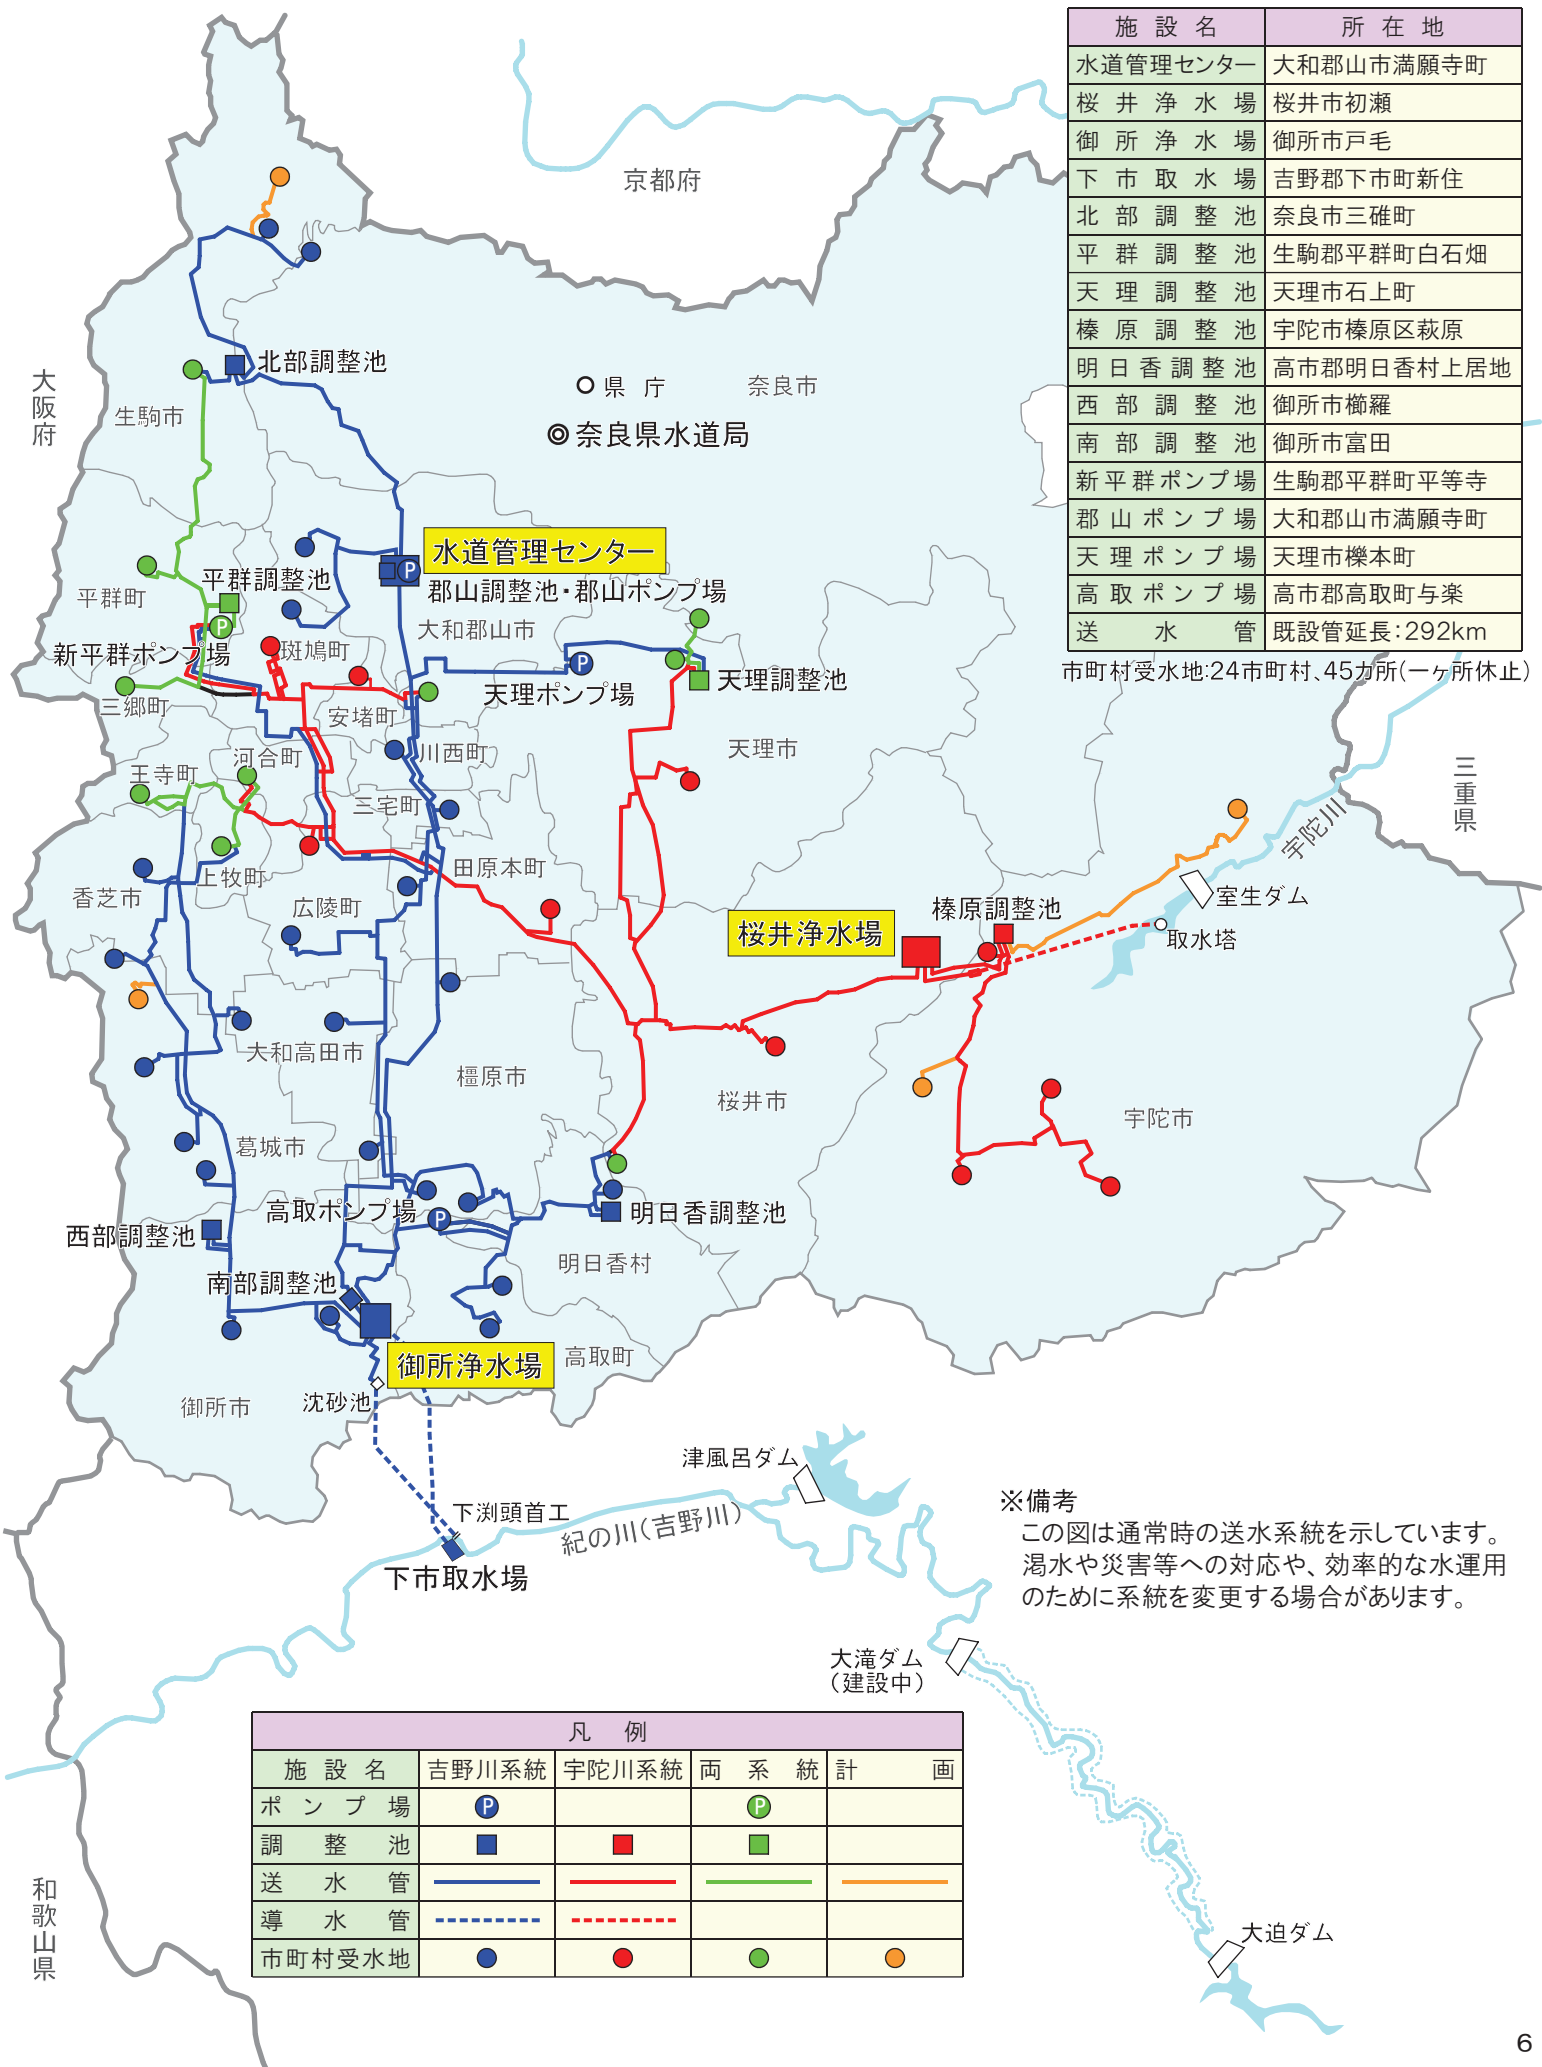 施設名 所在地
水道管理センター 大和郡山市満願寺町
桜井浄水場 桜井市初瀬
御所浄水場 御所市戸毛
下市取水場 吉野郡下市町新住
北部調整池 奈良市三碓町
平群調整池 生駒郡平群町白石畑
天理調整池 天理市石上町
榛原調整池 宇陀市榛原区萩原
明日香調整池 高市郡明日香村上居地
西部調整池 御所市櫛羅
南部調整池 御所市富田
新平群ポンプ場 生駒郡平群町平等寺
郡山ポンプ場 大和郡山市満願寺町
天理ポンプ場 天理市櫟本町
高取ポンプ場 高市郡高取町与楽
送水管 既設管延長:292km
市町村受水地:24市町村、45カ所(一ヶ所休止)
京都府
大阪府
北部調整池
県庁
奈良市
生駒市
奈良県水道局
水道管理センター
P
平群調整池
郡山調整池・郡山ポンプ場
平群町
P
大和郡山市
新平群ポンプ場
斑鳩町
P
天理ポンプ場
天理調整池
三郷町
安堵町
川西町
天理市
河合町
王寺町
三重県
三宅町
宇陀川
田原本町
上牧町
香芝市
広陵町
室生ダム
榛原調整池
桜井浄水場
取水塔
大和高田市
橿原市
桜井市
宇陀市
葛城市
高取ポンプ場
P
明日香調整池
西部調整池
明日香村
南部調整池
御所浄水場
高取町
沈砂池
御所市
津風呂ダム
下渕頭首工
紀の川(吉野川)
下市取水場
※備考
この図は通常時の送水系統を示しています。
渇水や災害等への対応や、効率的な水運用
のために系統を変更する場合があります。
大滝ダム
(建設中)
凡例
施設名 吉野川系統 宇陀川系統 両系統 計画
ポンプ場 P P
調整池
送水管
導水管
市町村受水地
和歌山県
大迫ダム
6